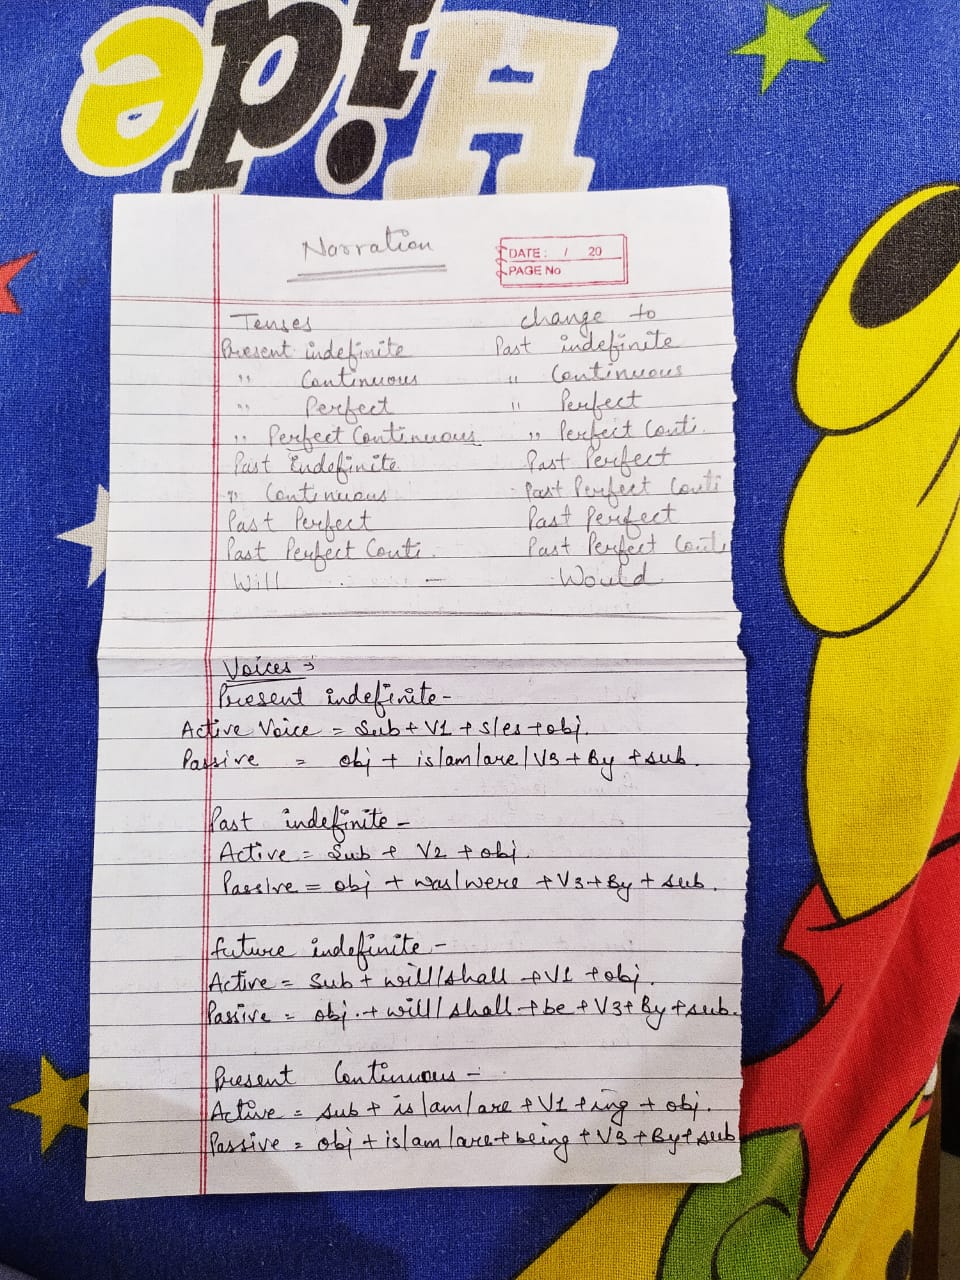 Hide
Narration
DATE: / 20
PAGE No
Tenses change to
Present indefinite Past indefinite
" Continuous " Continuous
" Perfect " Perfect
" Perfect Continuous " Perfect Conti.
Past Indefinite Past Perfect
" Continuous Past Perfect Conti
Past Perfect Past Perfect
Past Perfect Conti. Past Perfect Conti
Will — Would
Voices →
Present indefinite -
Active Voice = Sub + V1 + s/es + obj.
Passive = obj + is/am/are/V3 + By + sub.
Past indefinite -
Active = Sub + V2 + obj.
Passive = obj + was/were + V3 + By + sub.
future indefinite -
Active = Sub + will/shall + V1 + obj.
Passive = obj. + will/shall + be + V3 + By + sub.
Present Continuous -
Active = sub + is/am/are + V1 + ing + obj.
Passive = obj + is/am/are + being + V3 + By + sub